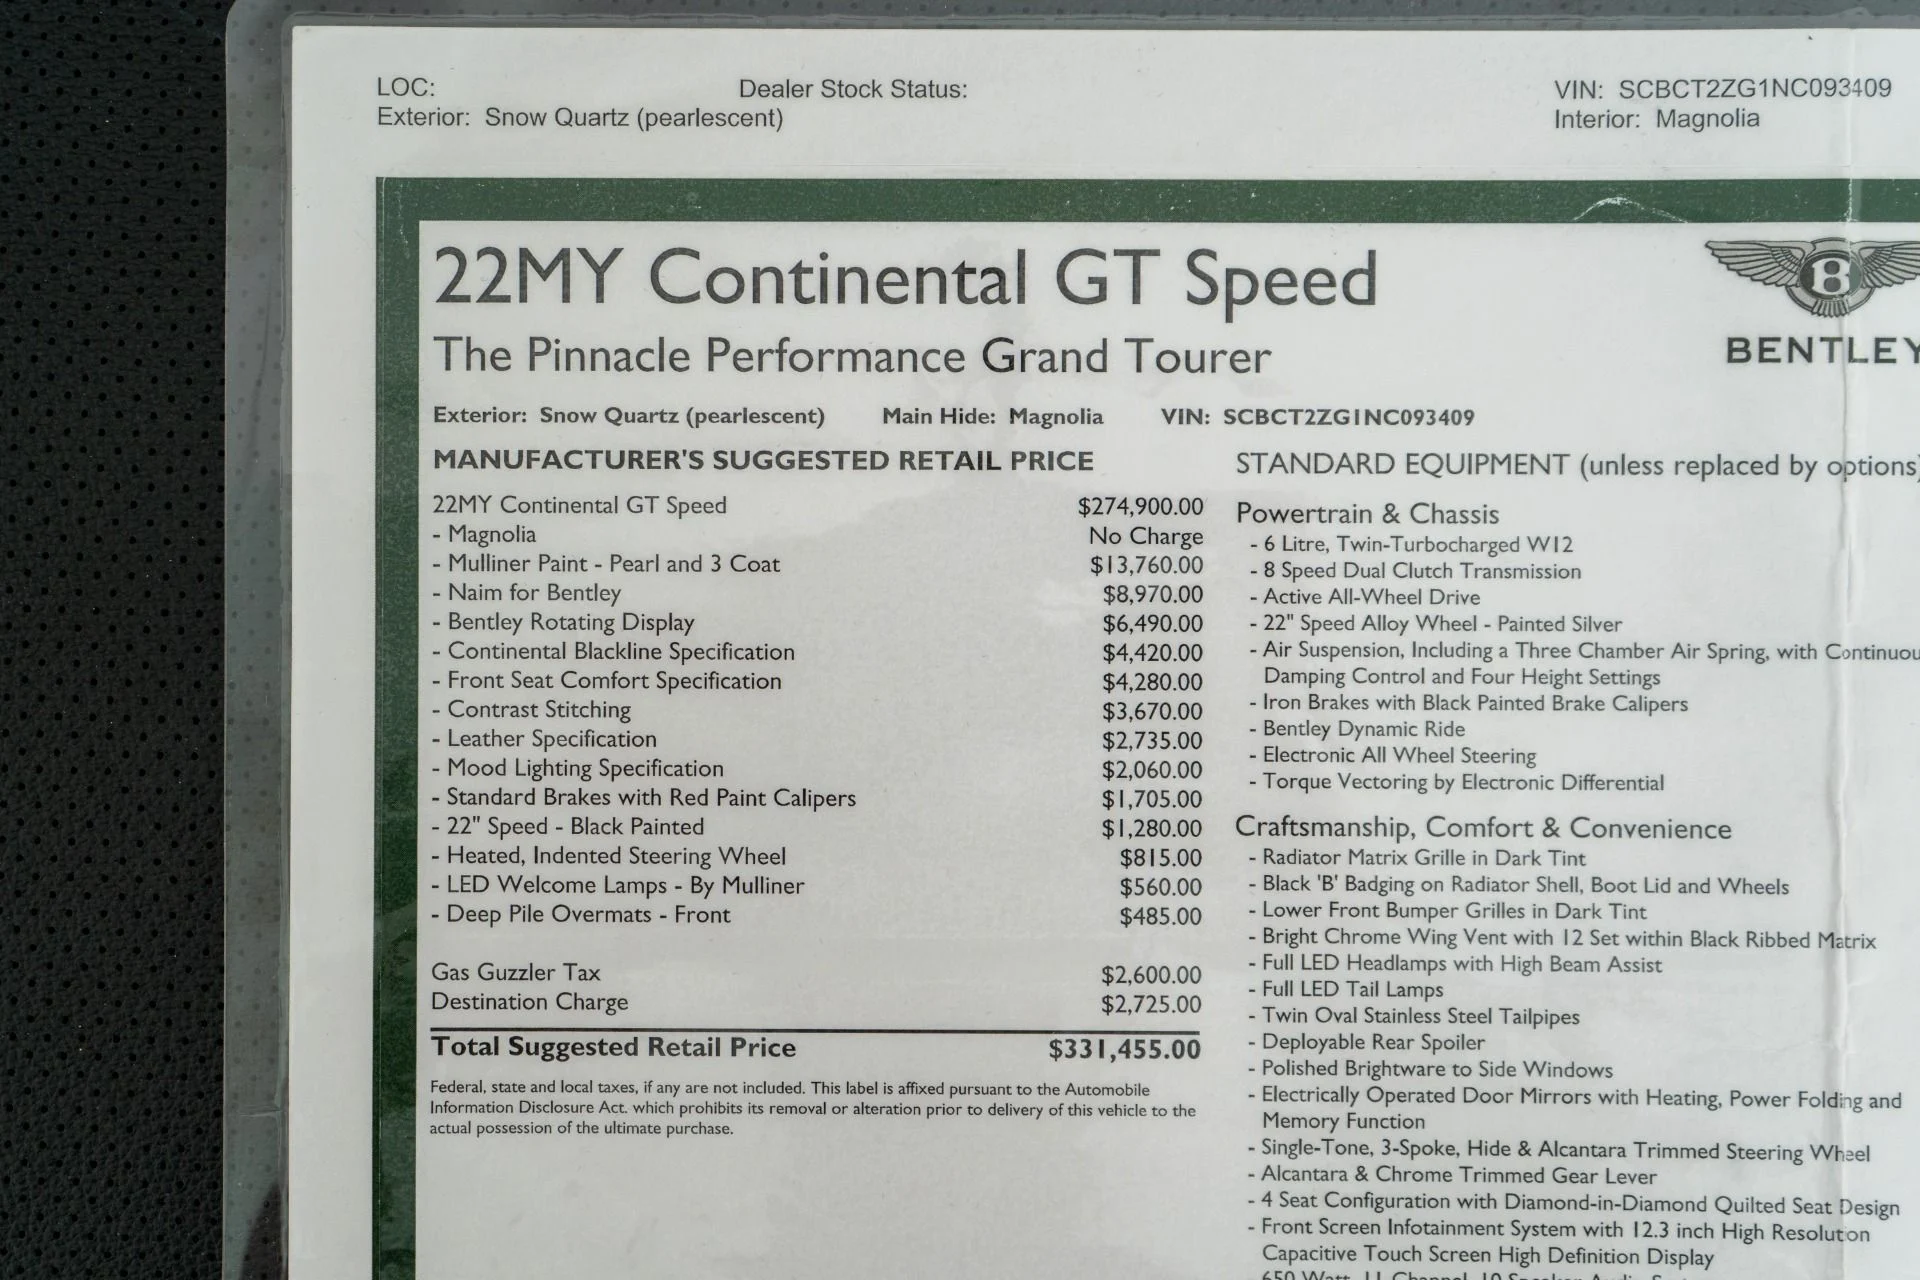 LOC: Dealer Stock Status: VIN: SCBCT2ZG1NC093409
Exterior: Snow Quartz (pearlescent) Interior: Magnolia
22MY Continental GT Speed
The Pinnacle Performance Grand Tourer
B
BENTLEY
Exterior: Snow Quartz (pearlescent) Main Hide: Magnolia VIN: SCBCT2ZG1NC093409
MANUFACTURER'S SUGGESTED RETAIL PRICE
22MY Continental GT Speed $274,900.00
- Magnolia No Charge
- Mulliner Paint - Pearl and 3 Coat $13,760.00
- Naim for Bentley $8,970.00
- Bentley Rotating Display $6,490.00
- Continental Blackline Specification $4,420.00
- Front Seat Comfort Specification $4,280.00
- Contrast Stitching $3,670.00
- Leather Specification $2,735.00
- Mood Lighting Specification $2,060.00
- Standard Brakes with Red Paint Calipers $1,705.00
- 22" Speed - Black Painted $1,280.00
- Heated, Indented Steering Wheel $815.00
- LED Welcome Lamps - By Mulliner $560.00
- Deep Pile Overmats - Front $485.00
Gas Guzzler Tax $2,600.00
Destination Charge $2,725.00
Total Suggested Retail Price $331,455.00
Federal, state and local taxes, if any are not included. This label is affixed pursuant to the Automobile
Information Disclosure Act. which prohibits its removal or alteration prior to delivery of this vehicle to the
actual possession of the ultimate purchase.
STANDARD EQUIPMENT (unless replaced by options)
Powertrain & Chassis
- 6 Litre, Twin-Turbocharged W12
- 8 Speed Dual Clutch Transmission
- Active All-Wheel Drive
- 22" Speed Alloy Wheel - Painted Silver
- Air Suspension, Including a Three Chamber Air Spring, with Continuou
Damping Control and Four Height Settings
- Iron Brakes with Black Painted Brake Calipers
- Bentley Dynamic Ride
- Electronic All Wheel Steering
- Torque Vectoring by Electronic Differential
Craftsmanship, Comfort & Convenience
- Radiator Matrix Grille in Dark Tint
- Black 'B' Badging on Radiator Shell, Boot Lid and Wheels
- Lower Front Bumper Grilles in Dark Tint
- Bright Chrome Wing Vent with 12 Set within Black Ribbed Matrix
- Full LED Headlamps with High Beam Assist
- Full LED Tail Lamps
- Twin Oval Stainless Steel Tailpipes
- Deployable Rear Spoiler
- Polished Brightware to Side Windows
- Electrically Operated Door Mirrors with Heating, Power Folding and
Memory Function
- Single-Tone, 3-Spoke, Hide & Alcantara Trimmed Steering Wheel
- Alcantara & Chrome Trimmed Gear Lever
- 4 Seat Configuration with Diamond-in-Diamond Quilted Seat Design
- Front Screen Infotainment System with 12.3 inch High Resolution
Capacitive Touch Screen High Definition Display